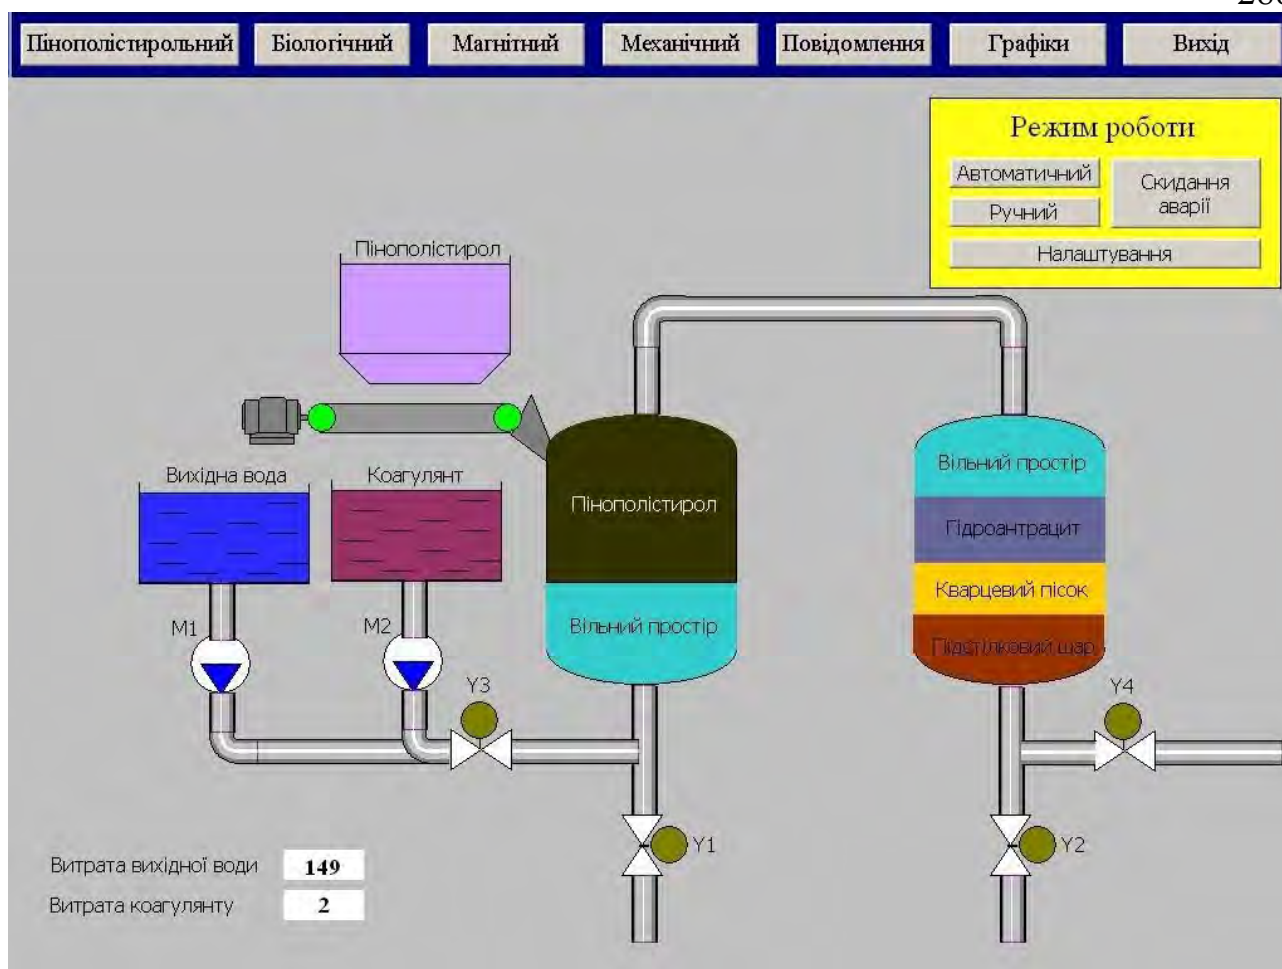 Пінополістирольний
Біологічний
Магнітний
Механічний
Повідомлення
Графіки
Вихід
Режим роботи
Автоматичний
Скидання
аварії
Ручний
Налаштування
Пінополістирол
Вихідна вода
Коагулянт
Пінополістирол
Вільний простір
Вільний простір
Гідроантрацит
Кварцевий пісок
Підстілковий шар
M1
M2
Y3
Y4
Y1
Y2
Витрата вихідної води 149
Витрата коагулянту 2